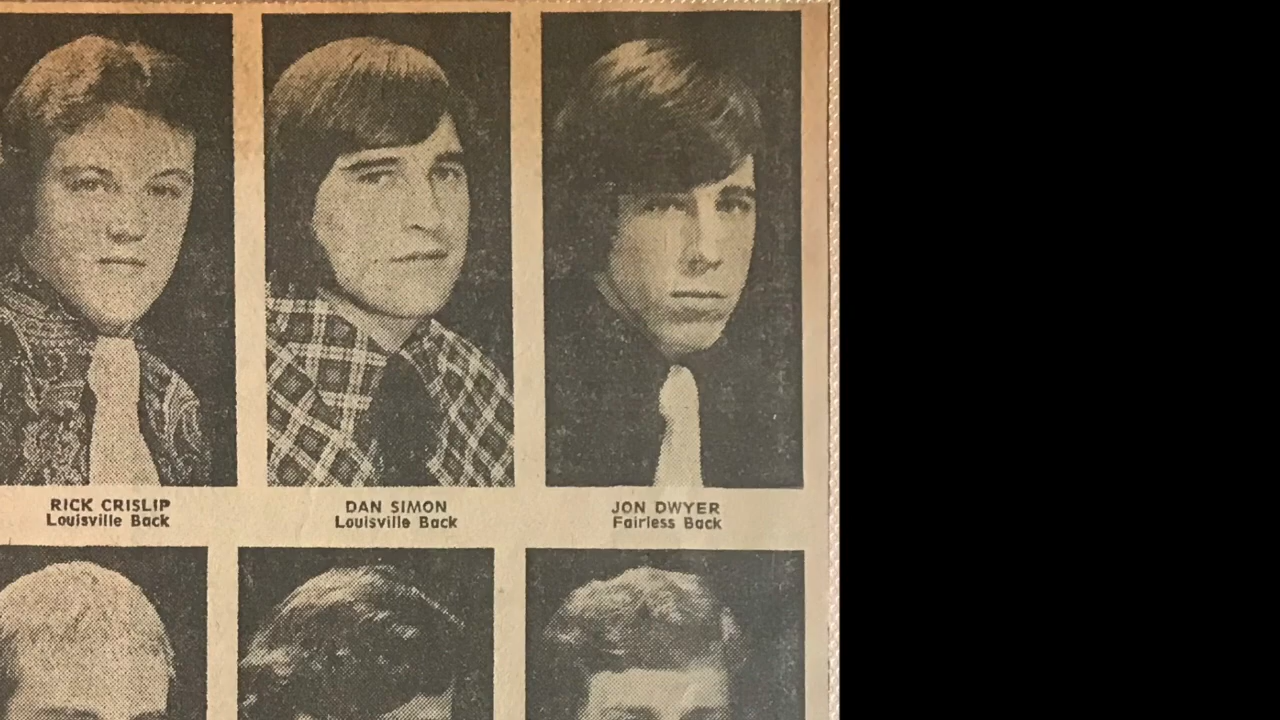 RICK CRISLIP
Louisville Back
DAN SIMON
Louisville Back
JON DWYER
Fairless Back